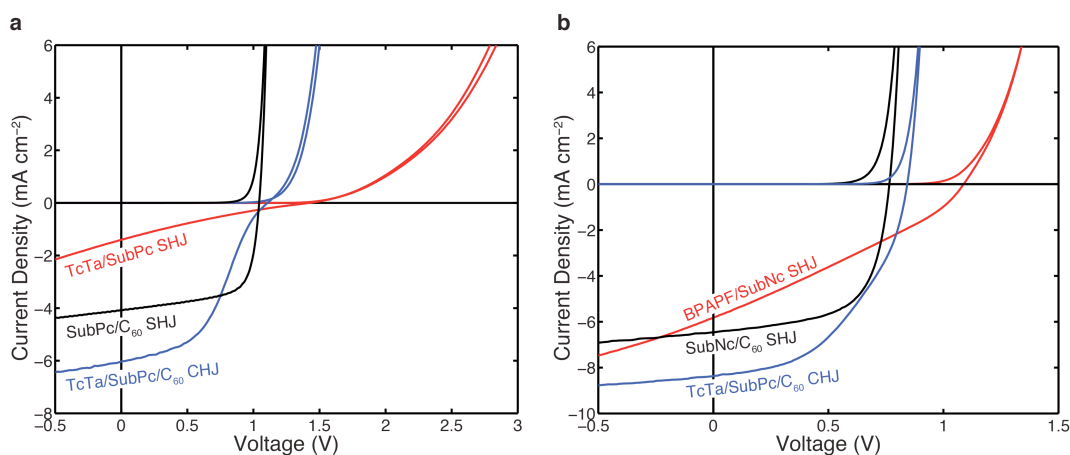 a
6
4
2
0
−2
−4
−6
−8
Current Density (mA cm⁻²)
TcTa/SubPc SHJ
SubPc/C₆₀ SHJ
TcTa/SubPc/C₆₀ CHJ
−0.5
0
0.5
1
1.5
2
2.5
3
Voltage (V)
b
6
4
2
0
−2
−4
−6
−8
−10
Current Density (mA cm⁻²)
BPAPF/SubNc SHJ
SubNc/C₆₀ SHJ
TcTa/SubPc/C₆₀ CHJ
−0.5
0
0.5
1
1.5
Voltage (V)